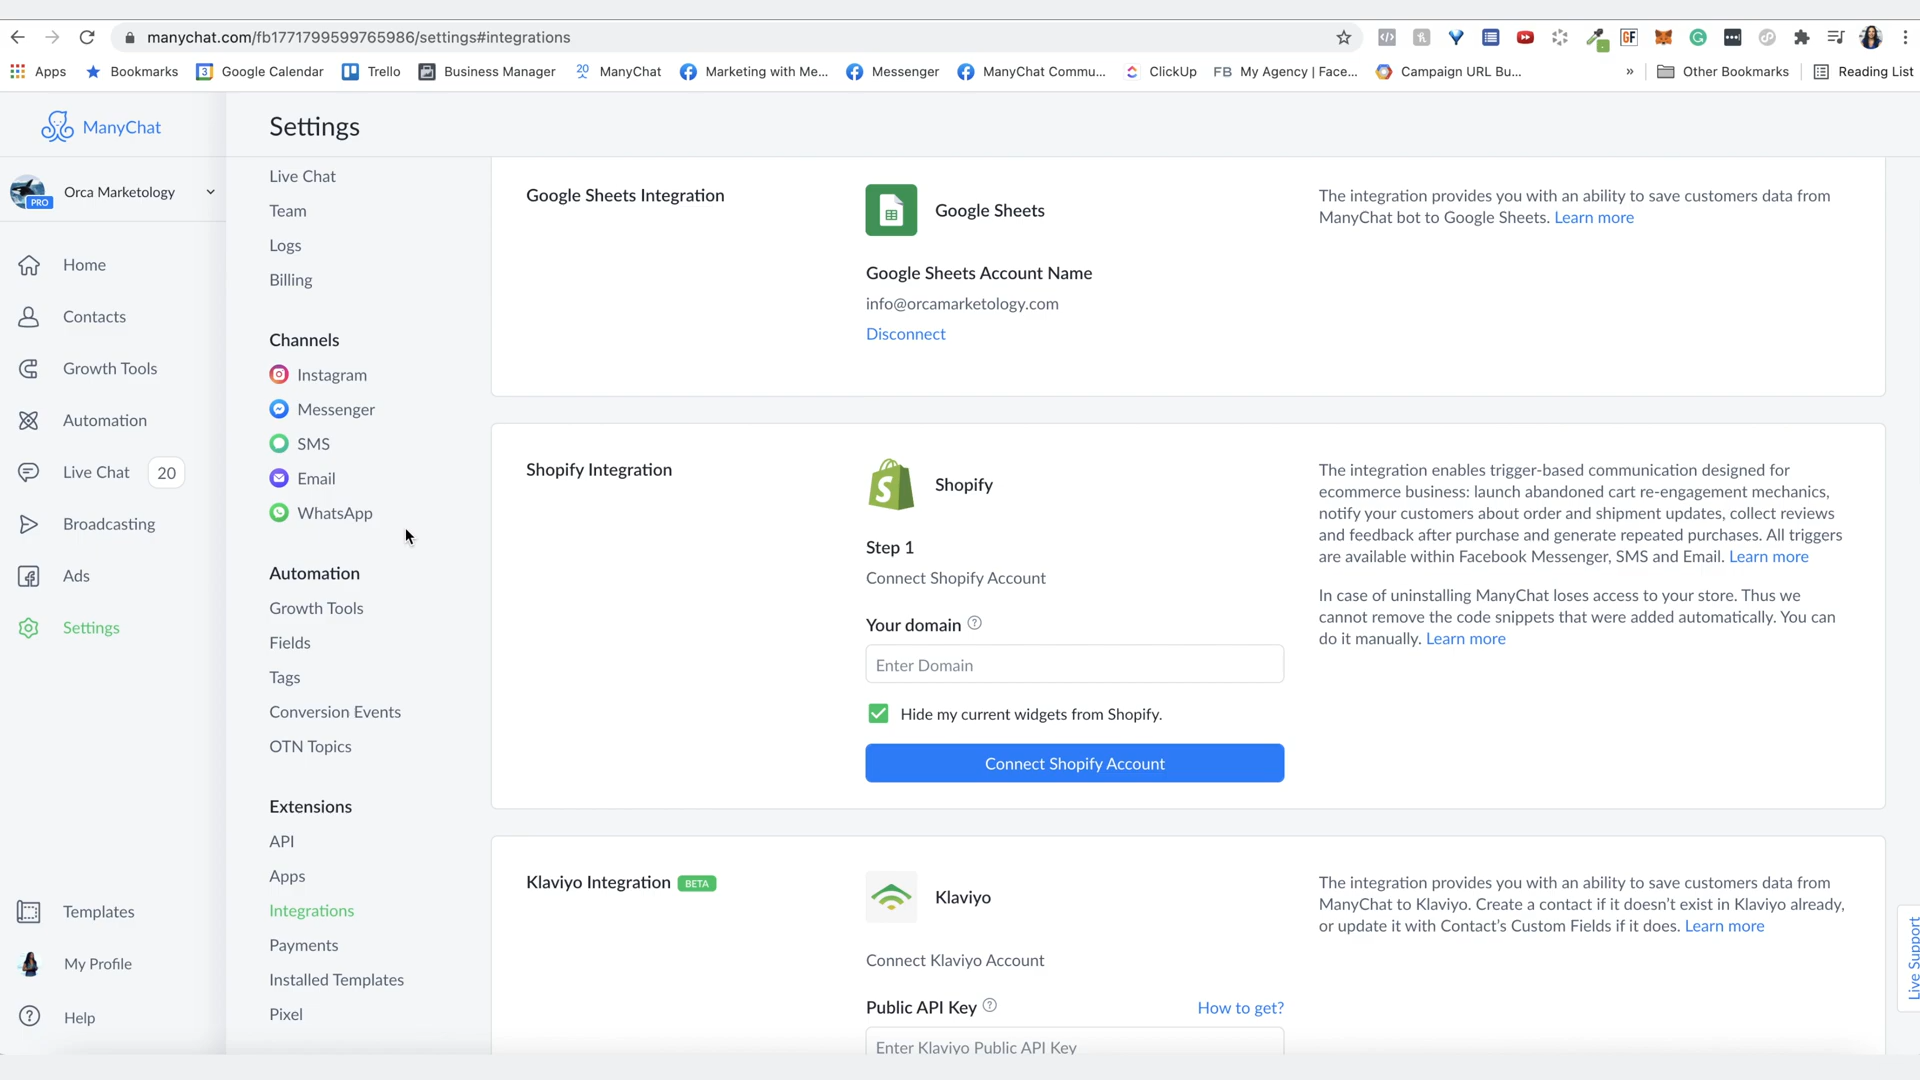 manychat.com/fb1771799599765986/settings#integrations
Apps
Bookmarks
Google Calendar
Trello
Business Manager
20
ManyChat
Marketing with Me...
Messenger
ManyChat Commu...
ClickUp
FB
My Agency | Face...
Campaign URL Bu...
»
Other Bookmarks
Reading List
ManyChat
Settings
Orca Marketology
PRO
Home
Contacts
Growth Tools
Automation
Live Chat
20
Broadcasting
Ads
Settings
Templates
My Profile
Help
Live Chat
Team
Logs
Billing
Channels
Instagram
Messenger
SMS
Email
WhatsApp
Automation
Growth Tools
Fields
Tags
Conversion Events
OTN Topics
Extensions
API
Apps
Integrations
Payments
Installed Templates
Pixel
Google Sheets Integration
Google Sheets
Google Sheets Account Name
info@orcamarketology.com
Disconnect
The integration provides you with an ability to save customers data from
ManyChat bot to Google Sheets. Learn more
Shopify Integration
Shopify
Step 1
Connect Shopify Account
Your domain ?
Enter Domain
Hide my current widgets from Shopify.
Connect Shopify Account
The integration enables trigger-based communication designed for
ecommerce business: launch abandoned cart re-engagement mechanics,
notify your customers about order and shipment updates, collect reviews
and feedback after purchase and generate repeated purchases. All triggers
are available within Facebook Messenger, SMS and Email. Learn more
In case of uninstalling ManyChat loses access to your store. Thus we
cannot remove the code snippets that were added automatically. You can
do it manually. Learn more
Klaviyo Integration BETA
Klaviyo
Connect Klaviyo Account
Public API Key ?
How to get?
Enter Klaviyo Public API Key
The integration provides you with an ability to save customers data from
ManyChat to Klaviyo. Create a contact if it doesn't exist in Klaviyo already,
or update it with Contact's Custom Fields if it does. Learn more
Live Support